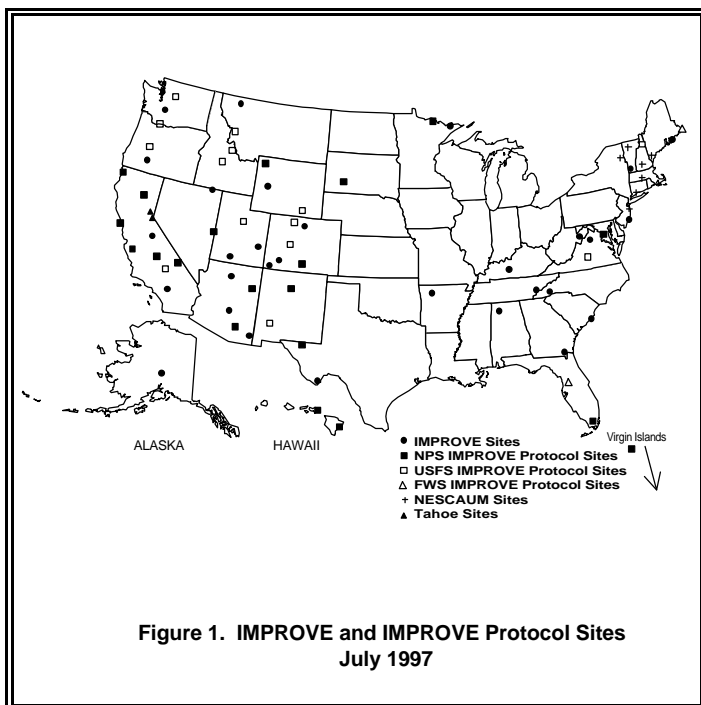 Virgin Islands
ALASKA
HAWAII
IMPROVE Sites
NPS IMPROVE Protocol Sites
USFS IMPROVE Protocol Sites
FWS IMPROVE Protocol Sites
NESCAUM Sites
Tahoe Sites
Figure 1. IMPROVE and IMPROVE Protocol Sites
July 1997